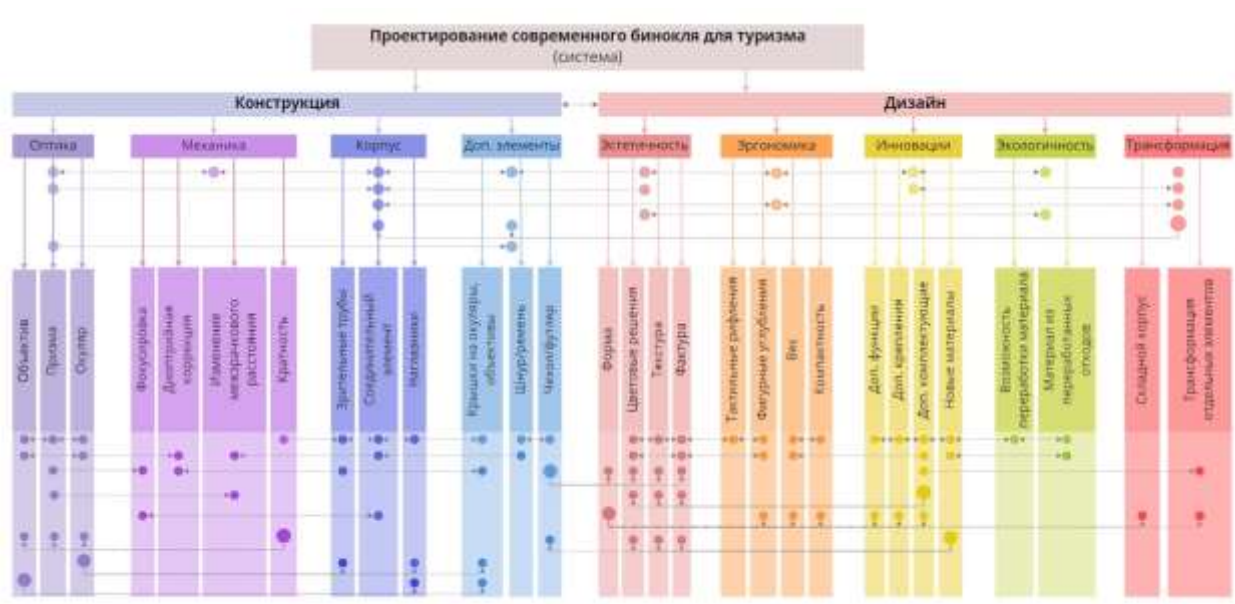 Проектирование современного бинокля для туризма
(система)
Конструкция
Дизайн
Оптика
Механика
Корпус
Доп. элементы
Эстетичность
Эргономика
Инновации
Экологичность
Трансформация
Объектив
Призма
Окуляр
Фокусировка
Диоптрийная
коррекция
Изменение
межзрачкового
расстояния
Кратность
Зрительные трубы
Соединительный
элемент
Наглазники
Крышки на окуляры,
объективы
Шнур/ремень
Чехол/футляр
Форма
Цветовые решения
Текстура
Фактура
Тактильные рифления
Фигурные углубления
Вес
Компактность
Доп. функции
Доп. крепления
Доп. комплектующие
Новые материалы
Возможность
переработки материала
Материал из
переработанных
отходов
Складной корпус
Трансформация
отдельных элементов